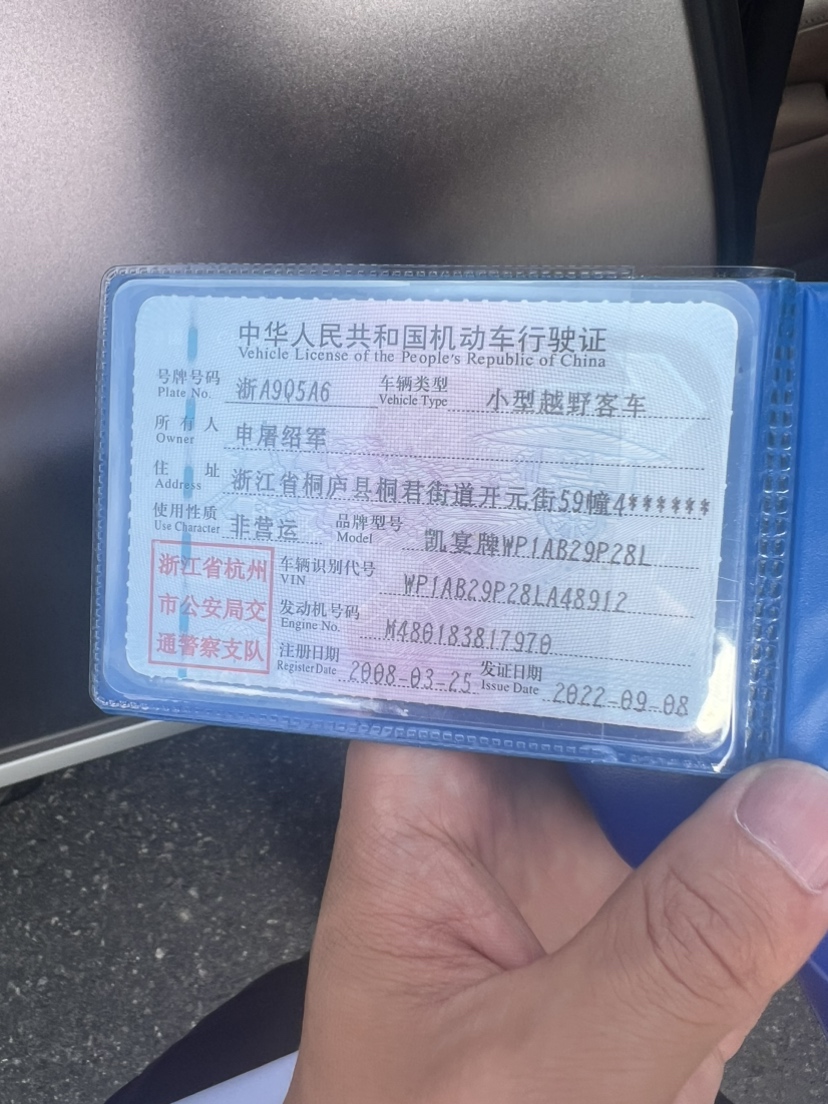 中华人民共和国机动车行驶证
Vehicle License of the People's Republic of China
号牌号码 浙A9Q5A6 车辆类型 小型越野客车
Plate No. Vehicle Type
所有人 申屠绍军
Owner
住址 浙江省桐庐县桐君街道开元街59幢4******
Address
使用性质 非营运 品牌型号 凯宴牌WP1AB29P28L
Use Character Model
浙江省杭州
市公安局交
通警察支队
车辆识别代号 WP1AB29P28LA48912
VIN
发动机号码 M480183817970
Engine No.
注册日期 2008-03-25 发证日期 2022-09-08
Register Date Issue Date